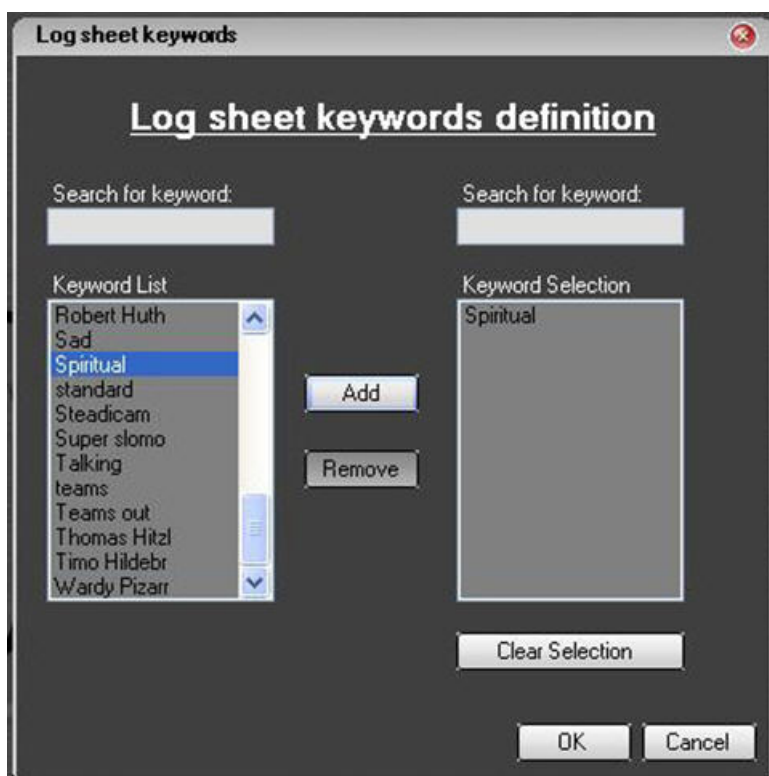 Log sheet keywords
Log sheet keywords definition
Search for keyword:
Search for keyword:
Keyword List
Keyword Selection
Robert Huth
Sad
Spiritual
standard
Steadicam
Super slomo
Talking
teams
Teams out
Thomas Hitzl
Timo Hildebr
Wardy Pizarr
Add
Remove
Spiritual
Clear Selection
OK
Cancel